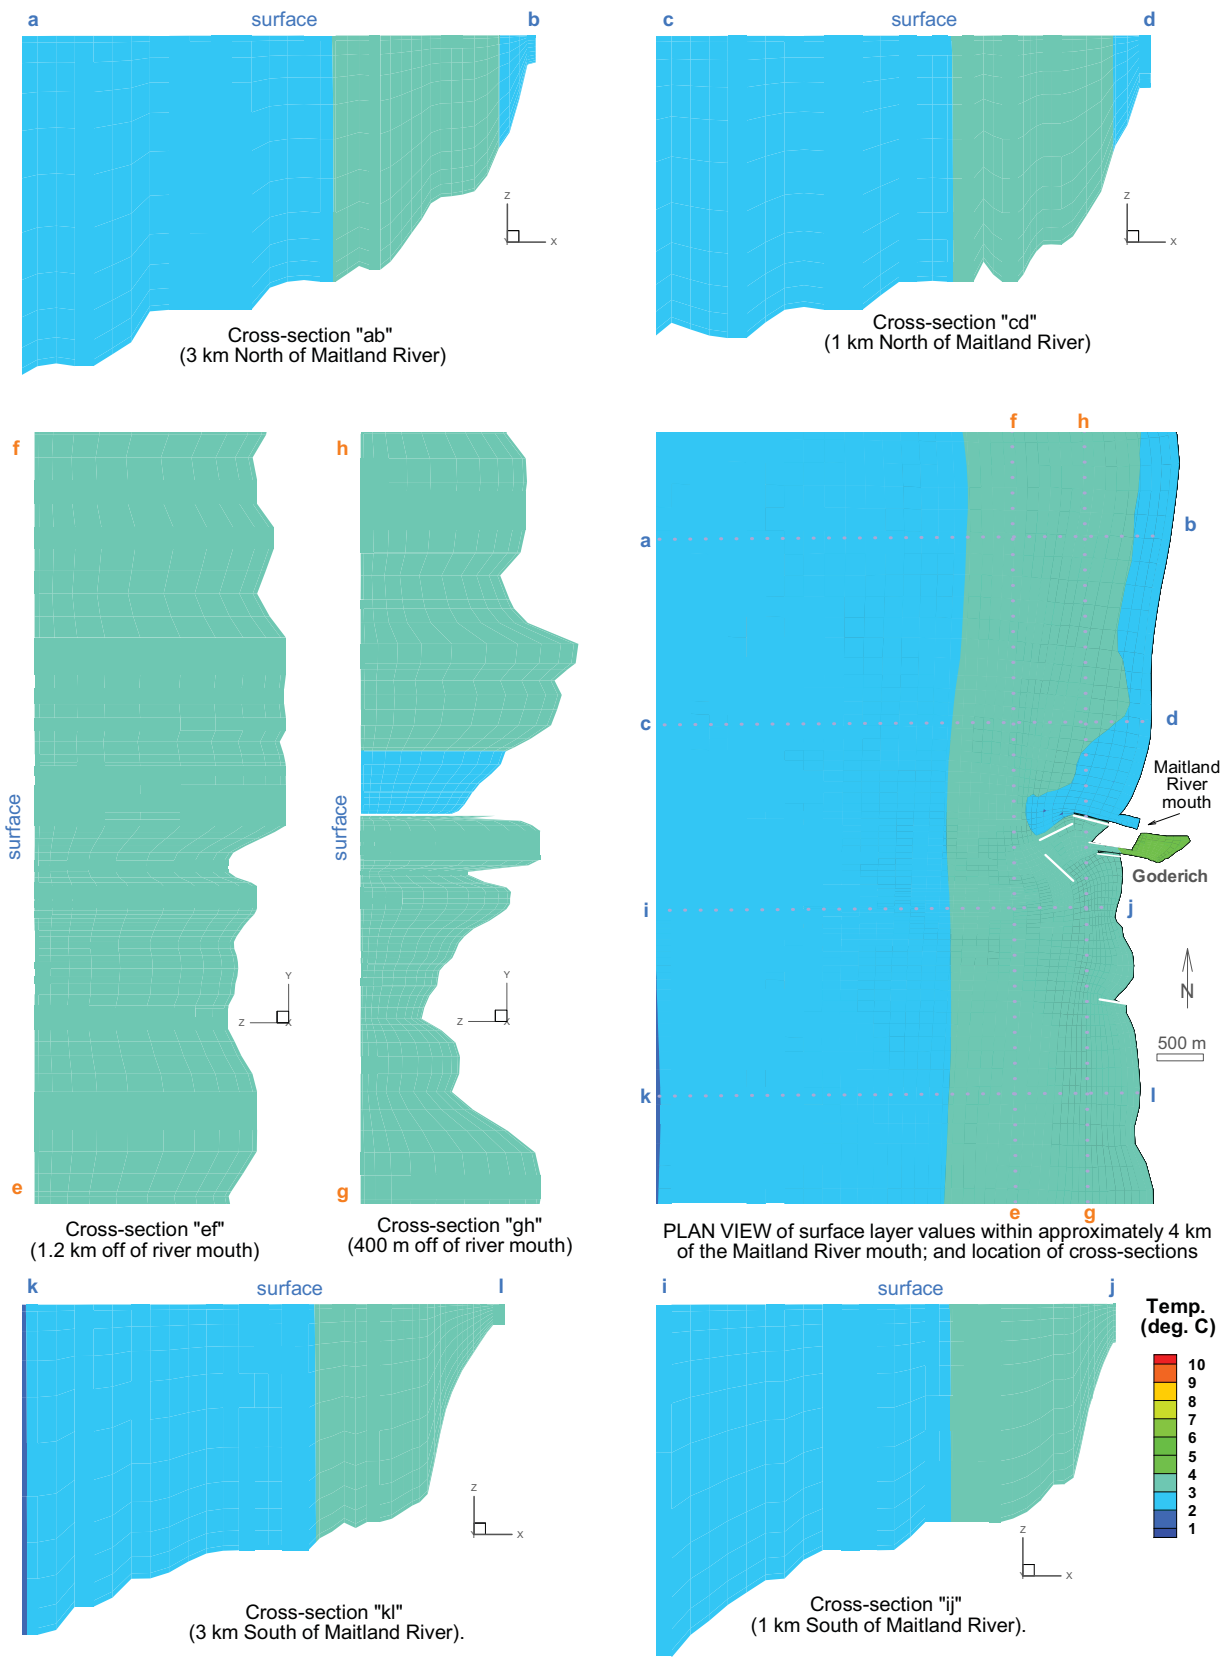 a surface b
c surface d
Z
X
Y
Cross-section "ab"
(3 km North of Maitland River)
Z
X
Y
Cross-section "cd"
(1 km North of Maitland River)
f
surface
e
Y
Z
X
Cross-section "ef"
(1.2 km off of river mouth)
h
surface
g
Y
Z
X
Cross-section "gh"
(400 m off of river mouth)
f h
a b
c d
Maitland
River
mouth
Goderich
i j
N
500 m
k l
e g
PLAN VIEW of surface layer values within approximately 4 km
of the Maitland River mouth; and location of cross-sections
k surface l
Z
X
Y
Cross-section "kl"
(3 km South of Maitland River).
i surface j
Z
X
Y
Cross-section "ij"
(1 km South of Maitland River).
Temp.
(deg. C)
10
9
8
7
6
5
4
3
2
1